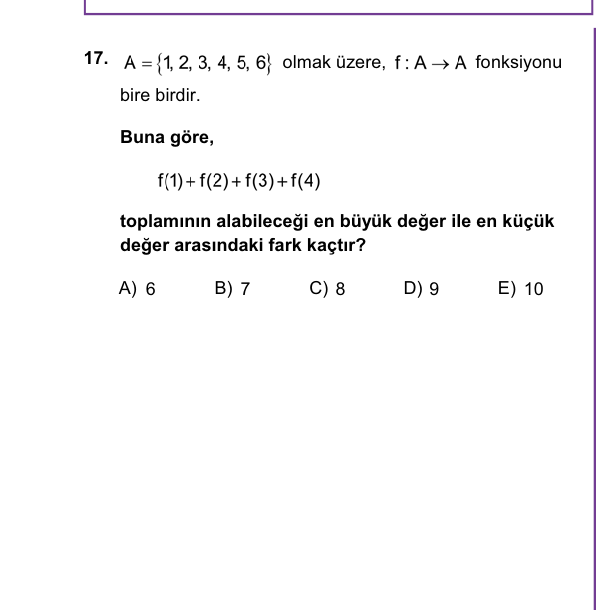 17. A = {1, 2, 3, 4, 5, 6} olmak üzere, f : A → A fonksiyonu
bire birdir.
Buna göre,
f(1) + f(2) + f(3) + f(4)
toplamının alabileceği en büyük değer ile en küçük
değer arasındaki fark kaçtır?
A) 6 B) 7 C) 8 D) 9 E) 10